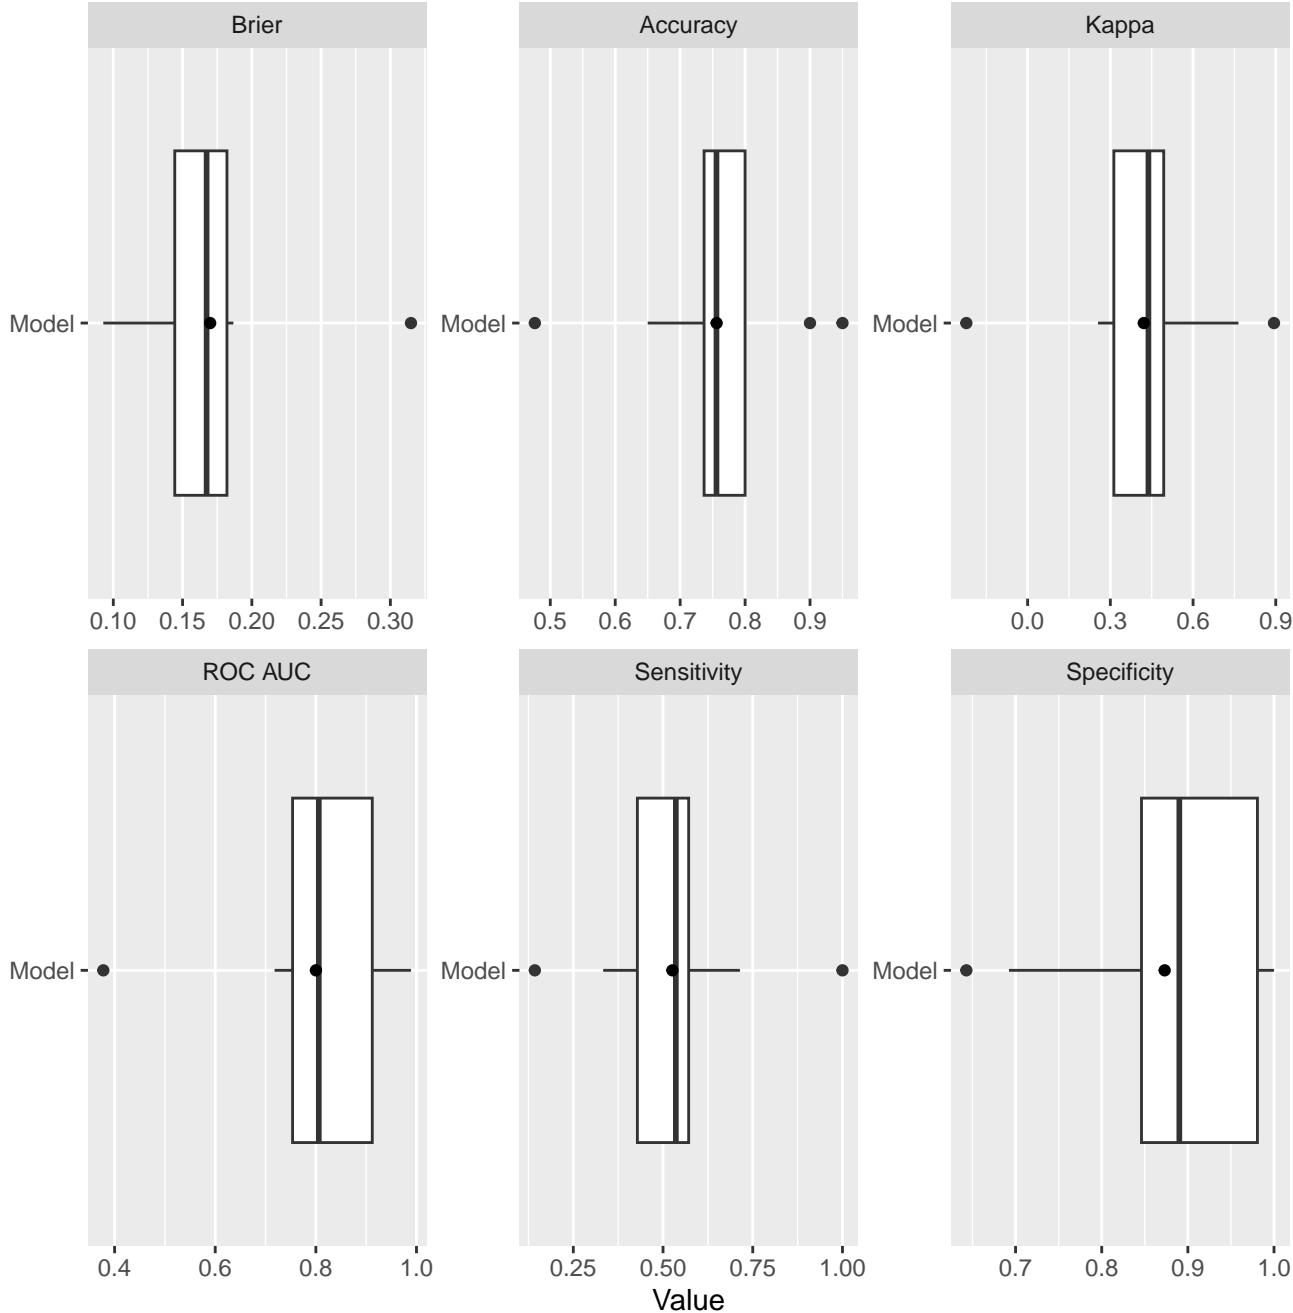 Brier Accuracy Kappa
Model Model Model
0.10 0.15 0.20 0.25 0.30 0.5 0.6 0.7 0.8 0.9 0.0 0.3 0.6 0.9
ROC AUC Sensitivity Specificity
Model Model Model
0.4 0.6 0.8 1.0 0.25 0.50 0.75 1.00 0.7 0.8 0.9 1.0
Value